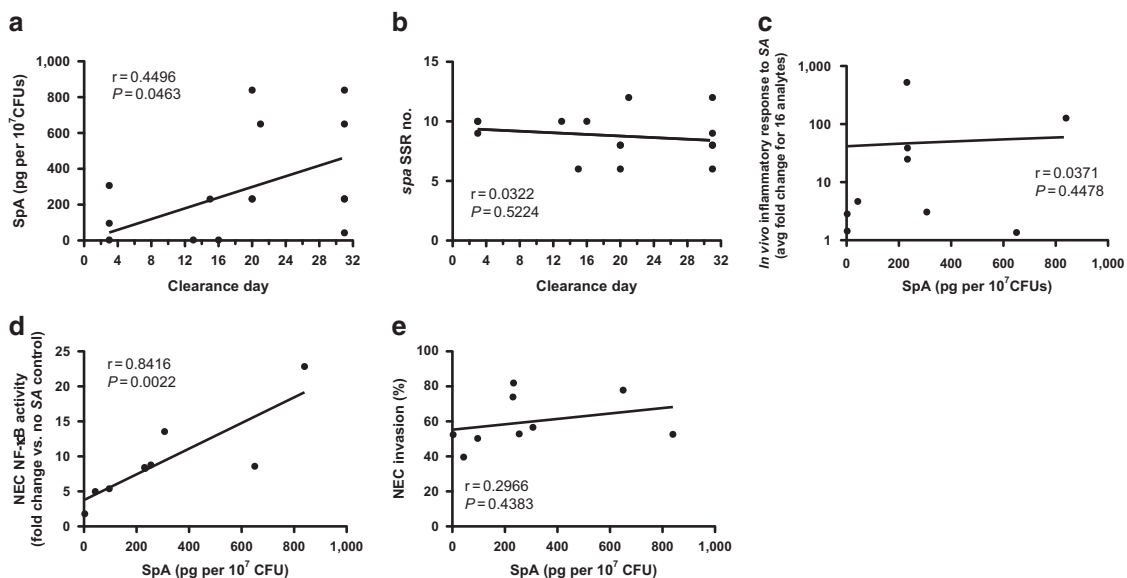 a
SpA (pg per 10⁷CFUs)
1,000
800
600
400
200
0
r = 0.4496
P = 0.0463
0 4 8 12 16 20 24 28 32
Clearance day
b
spa SSR no.
15
10
5
0
r = 0.0322
P = 0.5224
0 4 8 12 16 20 24 28 32
Clearance day
c
In vivo inflammatory response to SA
(avg fold change for 16 analytes)
1,000
100
10
1
r = 0.0371
P = 0.4478
0 200 400 600 800 1,000
SpA (pg per 10⁷CFUs)
d
NEC NF-κB activity
(fold change vs. no SA control)
25
20
15
10
5
0
r = 0.8416
P = 0.0022
0 200 400 600 800 1,000
SpA (pg per 10⁷ CFU)
e
NEC invasion (%)
100
80
60
40
20
0
r = 0.2966
P = 0.4383
0 200 400 600 800 1,000
SpA (pg per 10⁷ CFU)